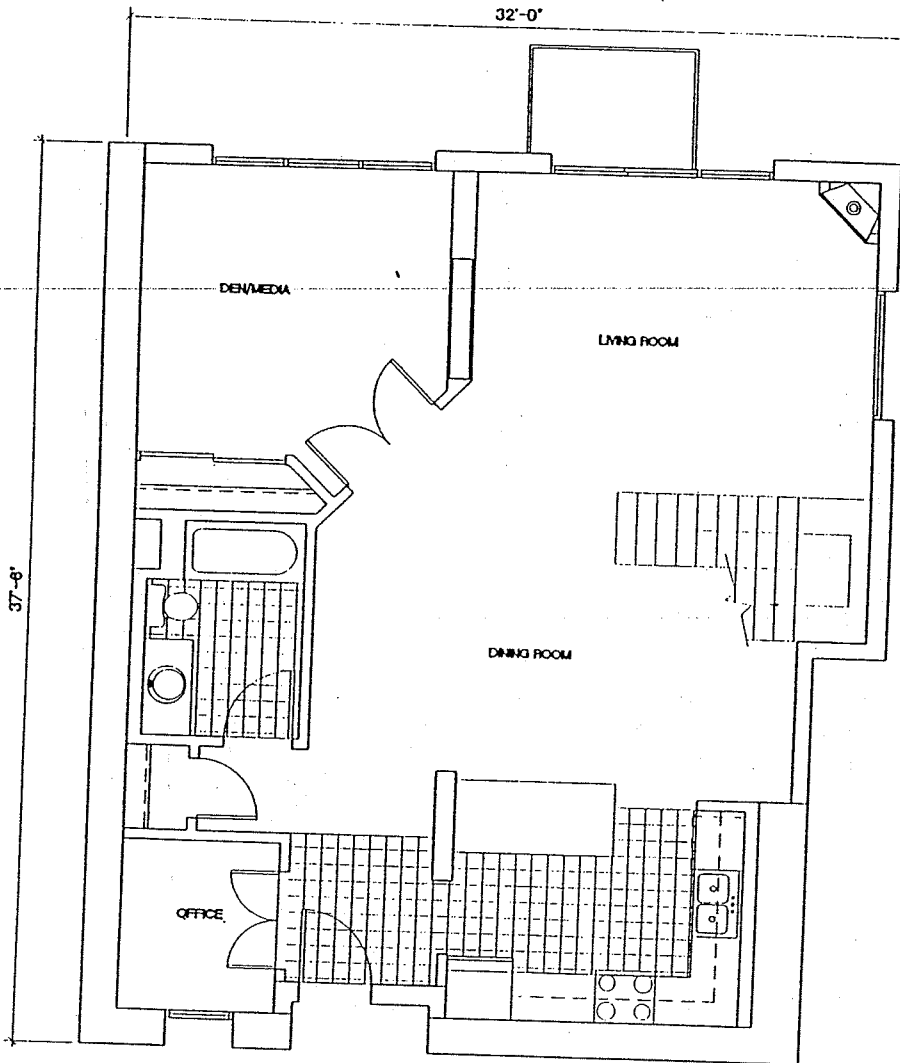 32'-0"
DEN/MEDIA
LIVING ROOM
37'-6"
DINING ROOM
OFFICE